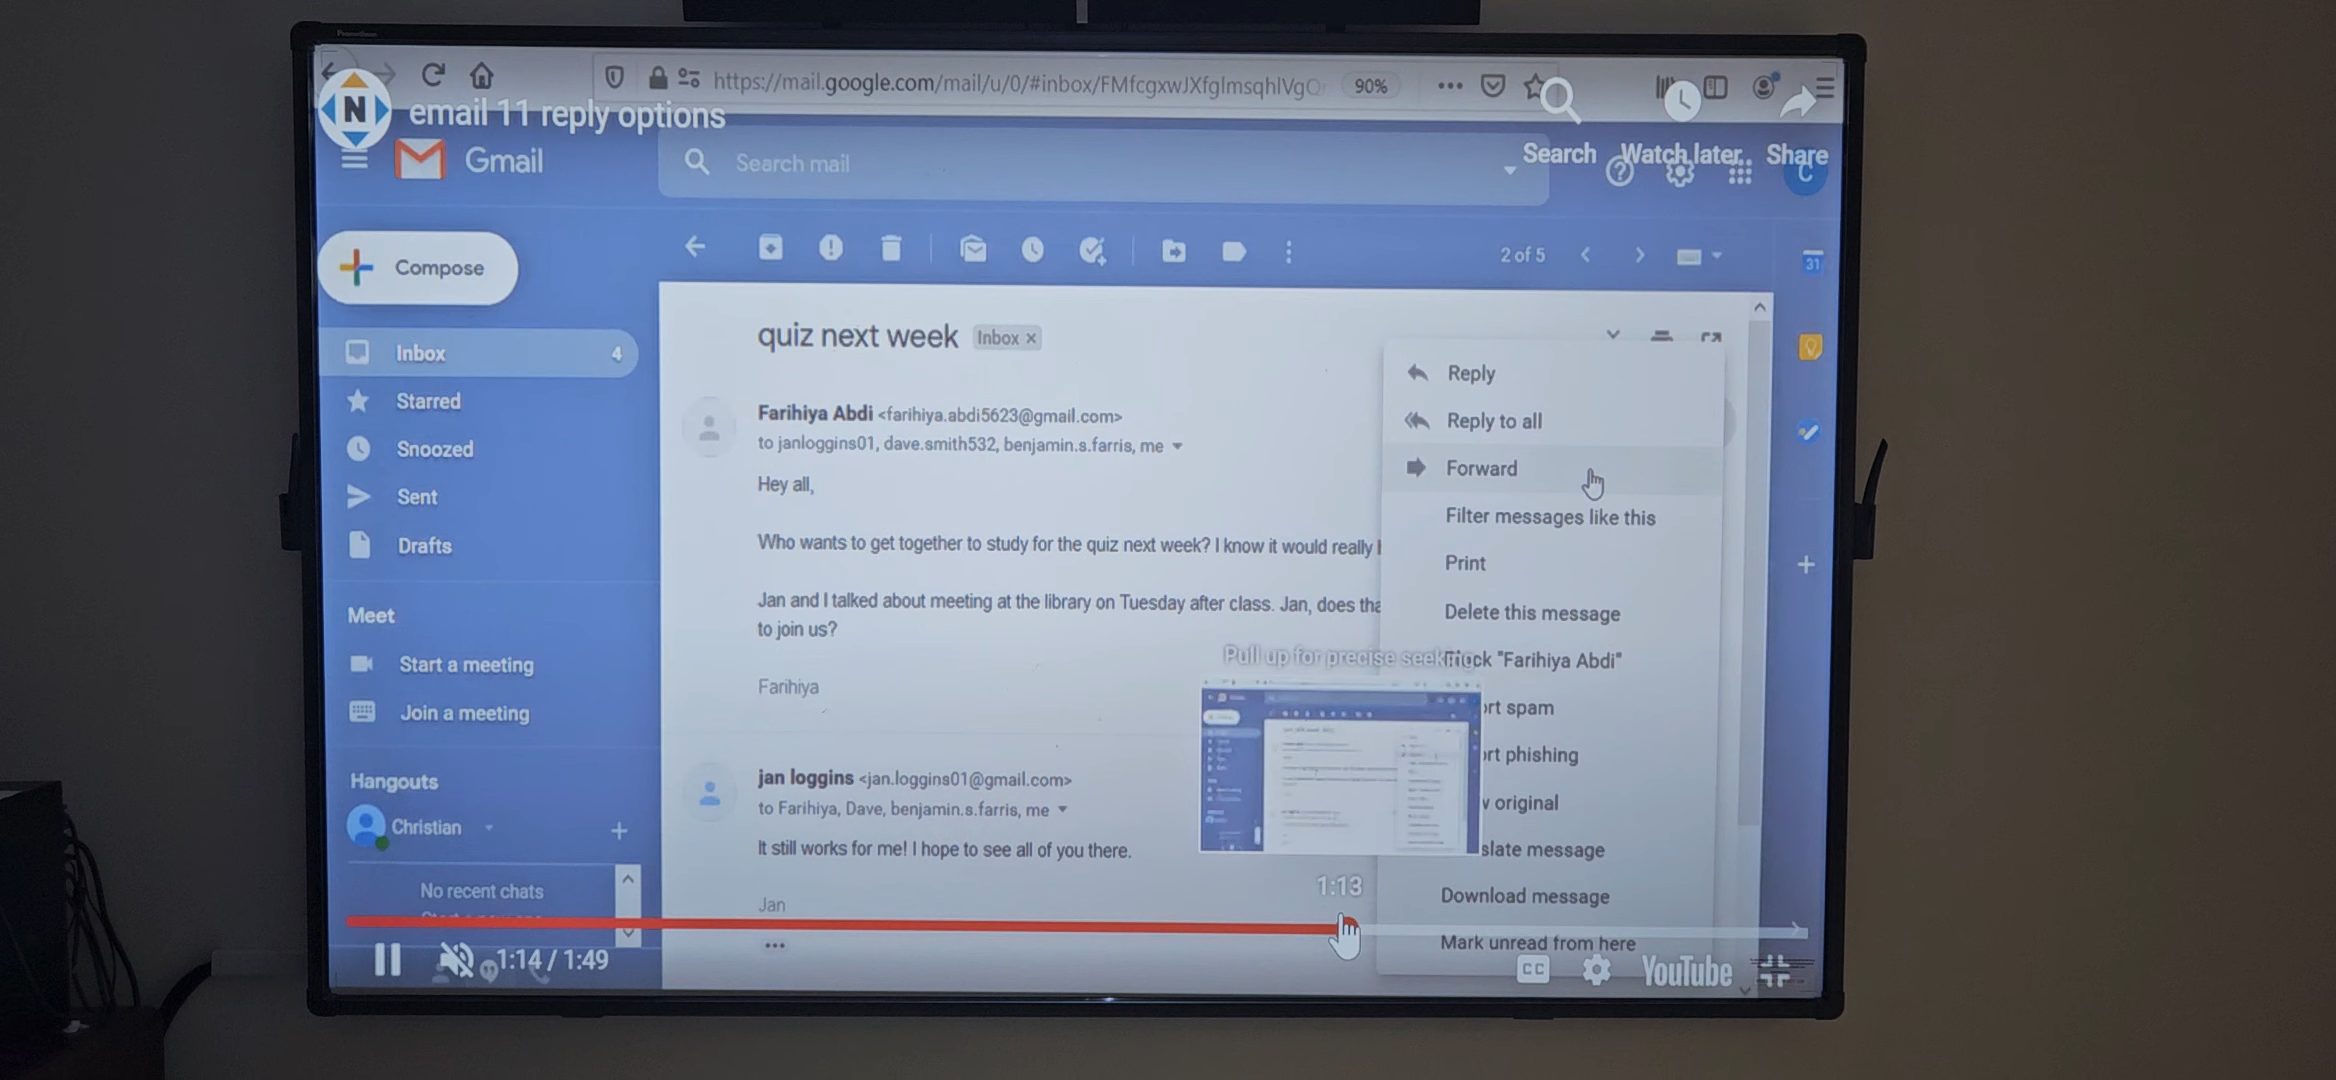 Promethean
https://mail.google.com/mail/u/0/#inbox/FMfcgxwJXfglmsqhlVgQ
90%
N
email 11 reply options
Gmail
Search mail
Search
Watch later
Share
C
Compose
2 of 5
31
Inbox
4
Starred
Snoozed
Sent
Drafts
Meet
Start a meeting
Join a meeting
Hangouts
Christian
No recent chats
quiz next week
Inbox ×
Farihiya Abdi <farihiya.abdi5623@gmail.com>
to janloggins01, dave.smith532, benjamin.s.farris, me
Hey all,
Who wants to get together to study for the quiz next week? I know it would really
Jan and I talked about meeting at the library on Tuesday after class. Jan, does tha
to join us?
Farihiya
jan loggins <jan.loggins01@gmail.com>
to Farihiya, Dave, benjamin.s.farris, me
It still works for me! I hope to see all of you there.
Jan
•••
Reply
Reply to all
Forward
Filter messages like this
Print
Delete this message
Pull up for precise
ck "Farihiya Abdi"
ort spam
ort phishing
w original
slate message
Download message
Mark unread from here
1:13
1:14 / 1:49
CC
YouTube